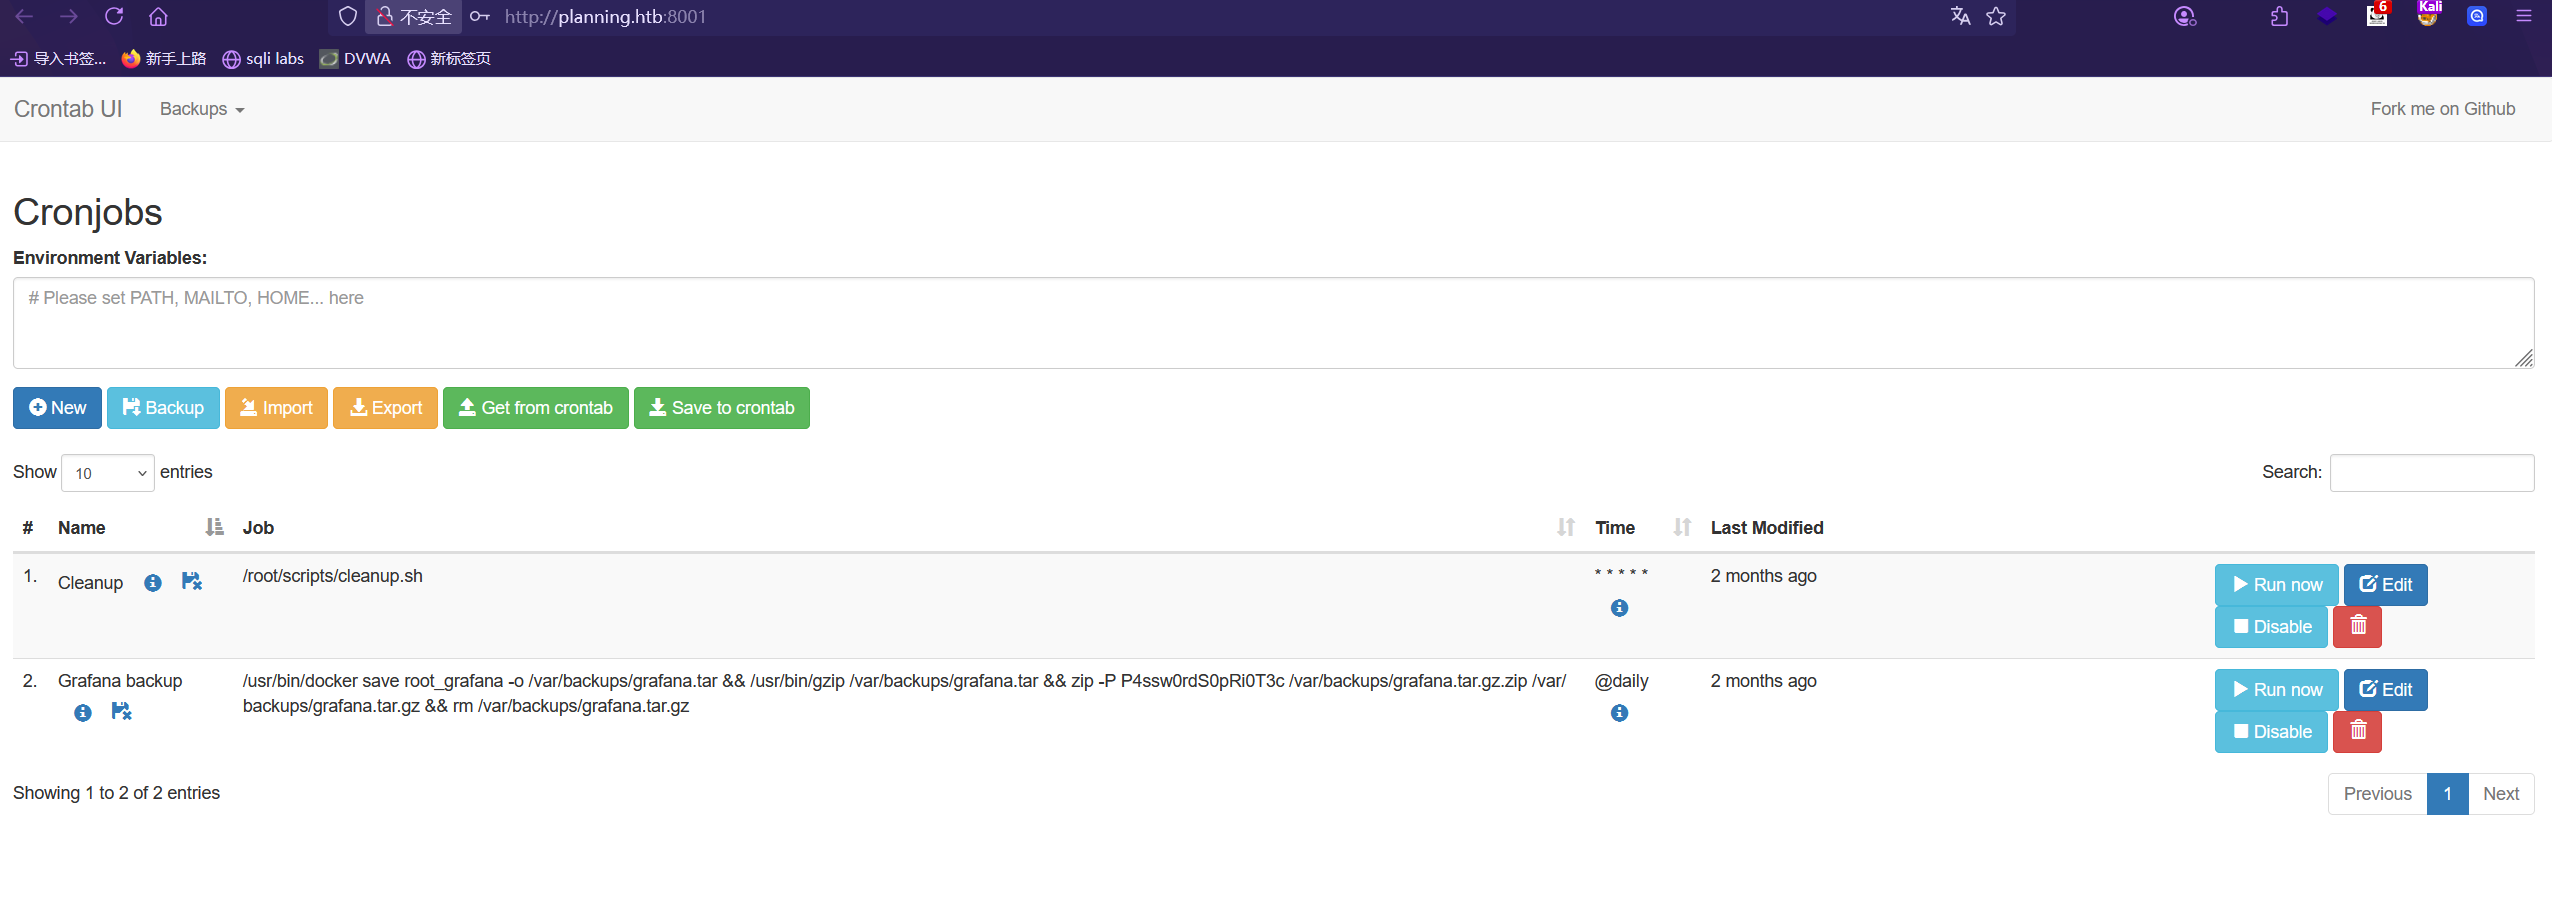 不安全 http://planning.htb:8001 6 Kali
导入书签... 新手上路 sqli labs DVWA 新标签页
Crontab UI Backups Fork me on Github
Cronjobs
Environment Variables:
# Please set PATH, MAILTO, HOME... here
New Backup Import Export Get from crontab Save to crontab
Show 10 entries Search:
# Name Job Time Last Modified
1. Cleanup /root/scripts/cleanup.sh * * * * * 2 months ago Run now Edit
Disable
2. Grafana backup /usr/bin/docker save root_grafana -o /var/backups/grafana.tar && /usr/bin/gzip /var/backups/grafana.tar && zip -P P4ssw0rdS0pRi0T3c /var/backups/grafana.tar.gz.zip /var/ @daily 2 months ago Run now Edit
backups/grafana.tar.gz && rm /var/backups/grafana.tar.gz Disable
Showing 1 to 2 of 2 entries Previous 1 Next